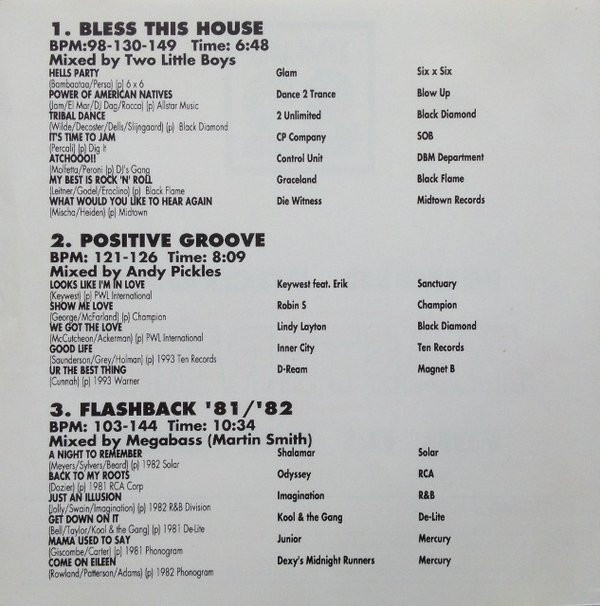 1. BLESS THIS HOUSE
BPM:98-130-149 Time: 6:48
Mixed by Two Little Boys
HELLS PARTY Glam Six x Six
(Bambaataa/Persa) (p) 6 x 6
POWER OF AMERICAN NATIVES Dance 2 Trance Blow Up
(Jam/El Mar/DJ Dag/Rocca) (p) Allstar Music
TRIBAL DANCE 2 Unlimited Black Diamond
(Wilde/Decoster/Dells/Slijngaard) (p) Black Diamond
IT'S TIME TO JAM CP Company SOB
(Percali) (p) Dig It
ATCHOOO!! Control Unit DBM Department
(Molfetta/Peroni (p) DJ's Gang
MY BEST IS ROCK 'N' ROLL Graceland Black Flame
(Leitner/Godel/Eroclino) (p) Black Flame
WHAT WOULD YOU LIKE TO HEAR AGAIN Die Witness Midtown Records
(Mischa/Heiden) (p) Midtown
2. POSITIVE GROOVE
BPM: 121-126 Time: 8:09
Mixed by Andy Pickles
LOOKS LIKE I'M IN LOVE Keywest feat. Erik Sanctuary
(Keywest) (p) PWL International
SHOW ME LOVE Robin S Champion
(George/McFarland) (p) Champion
WE GOT THE LOVE Lindy Layton Black Diamond
(McCutcheon/Ackerman) (p) PWL International
GOOD LIFE Inner City Ten Records
(Saunderson/Grey/Hoiman) (p) 1993 Ten Records
UR THE BEST THING D-Ream Magnet B
(Cunnah) (p) 1993 Warner
3. FLASHBACK '81/'82
BPM: 103-144 Time: 10:34
Mixed by Megabass (Martin Smith)
A NIGHT TO REMEMBER Shalamar Solar
(Meyers/Sylvers/Beard) (p) 1982 Solar
BACK TO MY ROOTS Odyssey RCA
(Dozier) (p) 1981 RCA Corp
JUST AN ILLUSION Imagination R&B
(Jolly/Swain/Imagination) (p) 1982 R&B Division
GET DOWN ON IT Kool & the Gang De-Lite
(Bell/Taylor/Kool & the Gang) (p) 1981 De-Lite
MAMA USED TO SAY Junior Mercury
(Giscombe/Carter) (p) 1981 Phonogram
COME ON EILEEN Dexy's Midnight Runners Mercury
(Rowland/Patterson/Adams) (p) 1982 Phonogram